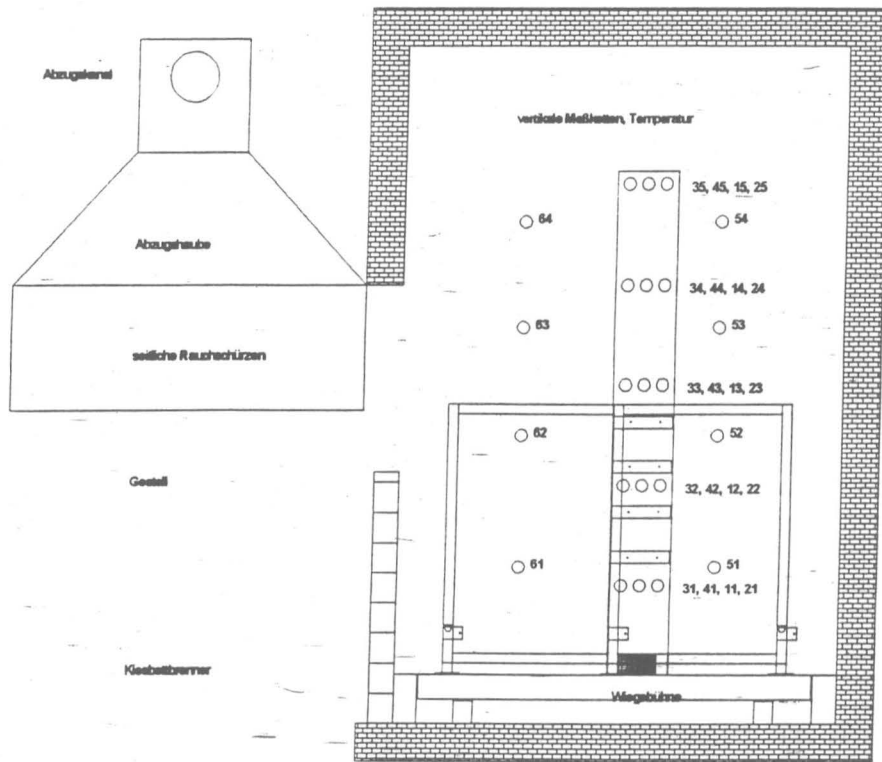 Abzugskanal
vertikale Meßketten, Temperatur
35, 45, 15, 25
64
54
Abzugshaube
34, 44, 14, 24
63
53
seitliche Rauchschürzen
33, 43, 13, 23
62
52
Gestell
32, 42, 12, 22
61
51
31, 41, 11, 21
Kiesbettbrenner
Wiegebühne